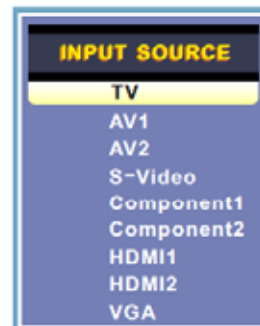 INPUT SOURCE
TV
AV1
AV2
S-Video
Component1
Component2
HDMI1
HDMI2
VGA